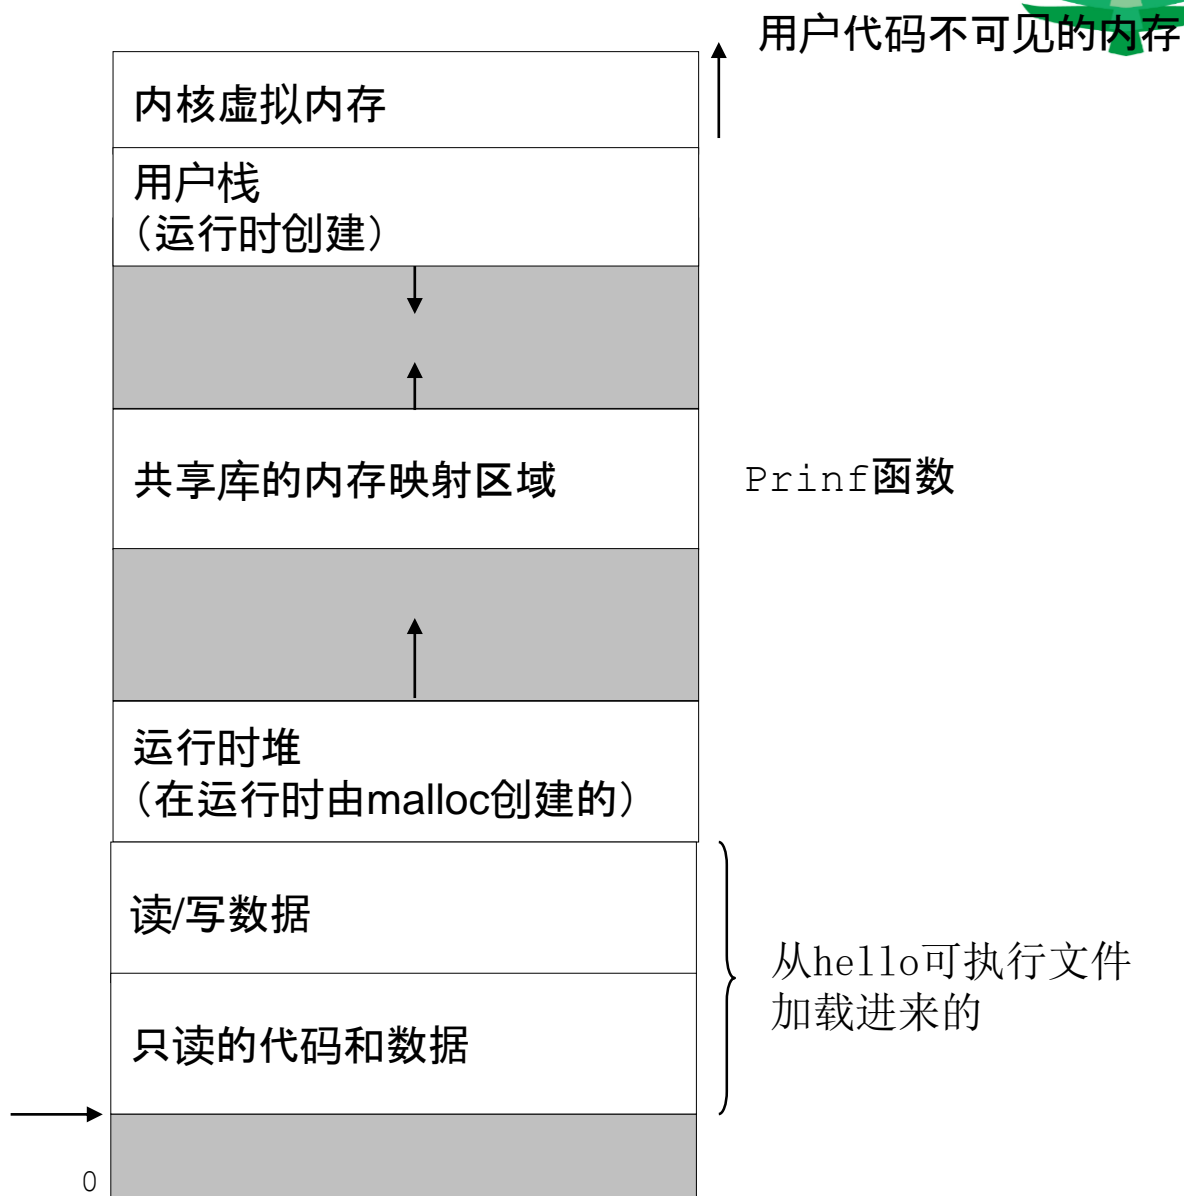 用户代码不可见的内存
内核虚拟内存
用户栈
（运行时创建）
共享库的内存映射区域
Prinf函数
运行时堆
（在运行时由malloc创建的）
读/写数据
从hello可执行文件
加载进来的
只读的代码和数据
0